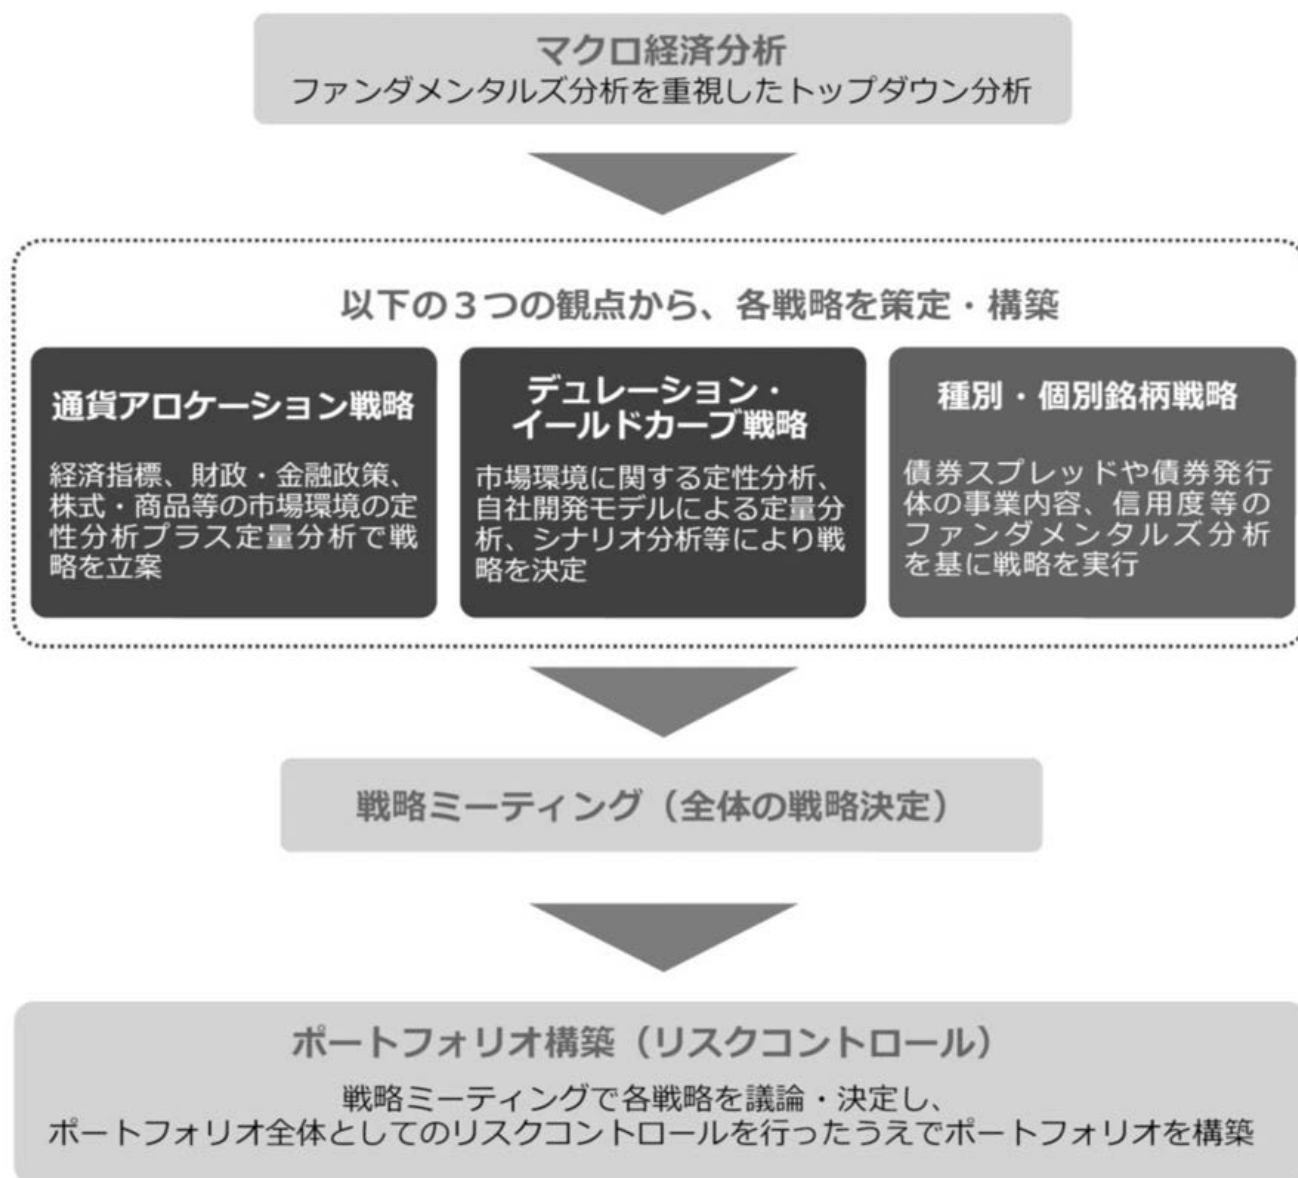 マクロ経済分析
ファンダメンタルズ分析を重視したトップダウン分析
以下の３つの観点から、各戦略を策定・構築
通貨アロケーション戦略
経済指標、財政・金融政策、
株式・商品等の市場環境の定
性分析プラス定量分析で戦
略を立案
デュレーション・
イールドカーブ戦略
市場環境に関する定性分析、
自社開発モデルによる定量分
析、シナリオ分析等により戦
略を決定
種別・個別銘柄戦略
債券スプレッドや債券発行
体の事業内容、信用度等の
ファンダメンタルズ分析
を基に戦略を実行
戦略ミーティング（全体の戦略決定）
ポートフォリオ構築（リスクコントロール）
戦略ミーティングで各戦略を議論・決定し、
ポートフォリオ全体としてのリスクコントロールを行ったうえでポートフォリオを構築